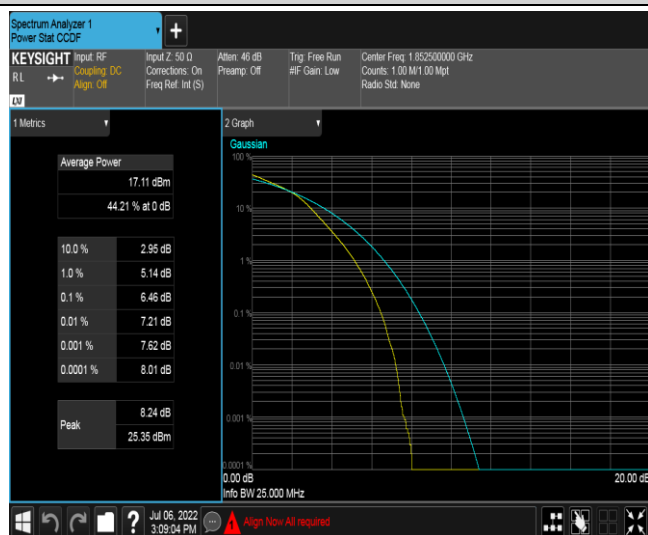 Spectrum Analyzer 1
Power Stat CCDF
+
KEYSIGHT
RL
LXI
Input: RF
Coupling: DC
Align: Off
Input Z: 50 Ω
Corrections: On
Freq Ref: Int (S)
Atten: 46 dB
Preamp: Off
Trig: Free Run
#IF Gain: Low
Center Freq: 1.852500000 GHz
Counts: 1.00 M/1.00 Mpt
Radio Std: None
1 Metrics
Average Power
17.11 dBm
44.21 % at 0 dB
10.0 % 2.95 dB
1.0 % 5.14 dB
0.1 % 6.46 dB
0.01 % 7.21 dB
0.001 % 7.62 dB
0.0001 % 8.01 dB
Peak
8.24 dB
25.35 dBm
2 Graph
Gaussian
100 %
10 %
1 %
0.1 %
0.01 %
0.001 %
0.0001 %
0.00 dB 20.00 dB
Info BW 25.000 MHz
?
Jul 06, 2022
3:09:04 PM
Align Now All required